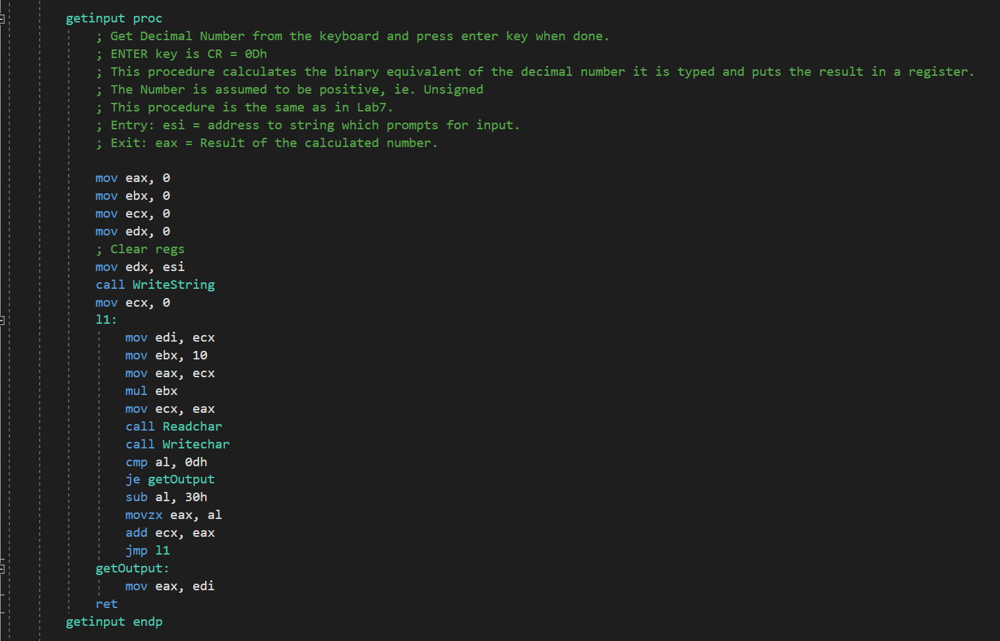 getinput proc
; Get Decimal Number from the keyboard and press enter key when done.
; ENTER key is CR = 0Dh
; This procedure calculates the binary equivalent of the decimal number it is typed and puts the result in a register.
; The Number is assumed to be positive, ie. Unsigned
; This procedure is the same as in Lab7.
; Entry: esi = address to string which prompts for input.
; Exit: eax = Result of the calculated number.
mov eax, 0
mov ebx, 0
mov ecx, 0
mov edx, 0
; Clear regs
mov edx, esi
call WriteString
mov ecx, 0
l1:
mov edi, ecx
mov ebx, 10
mov eax, ecx
mul ebx
mov ecx, eax
call Readchar
call Writechar
cmp al, 0dh
je getOutput
sub al, 30h
movzx eax, al
add ecx, eax
jmp l1
getOutput:
mov eax, edi
ret
getinput endp